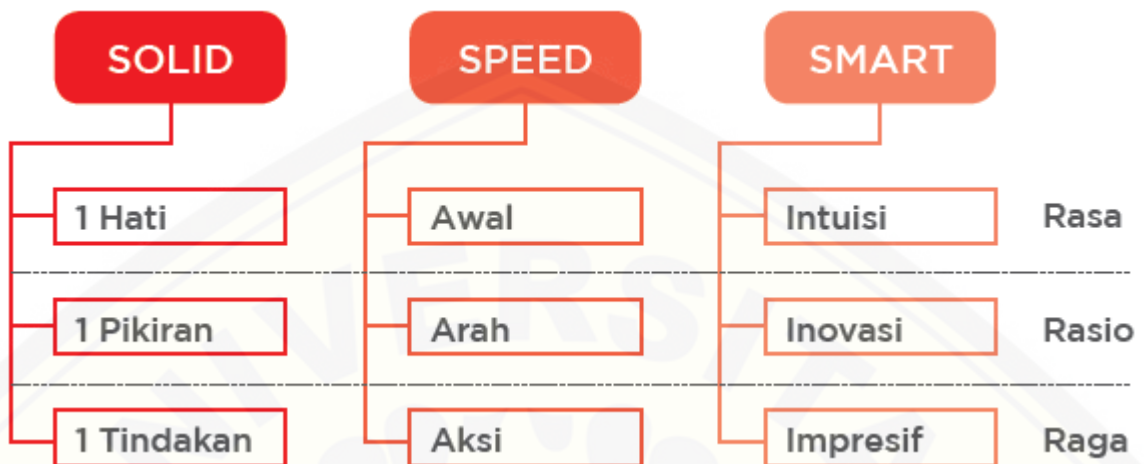 SOLID SPEED SMART
1 Hati Awal Intuisi Rasa
1 Pikiran Arah Inovasi Rasio
1 Tindakan Aksi Impresif Raga